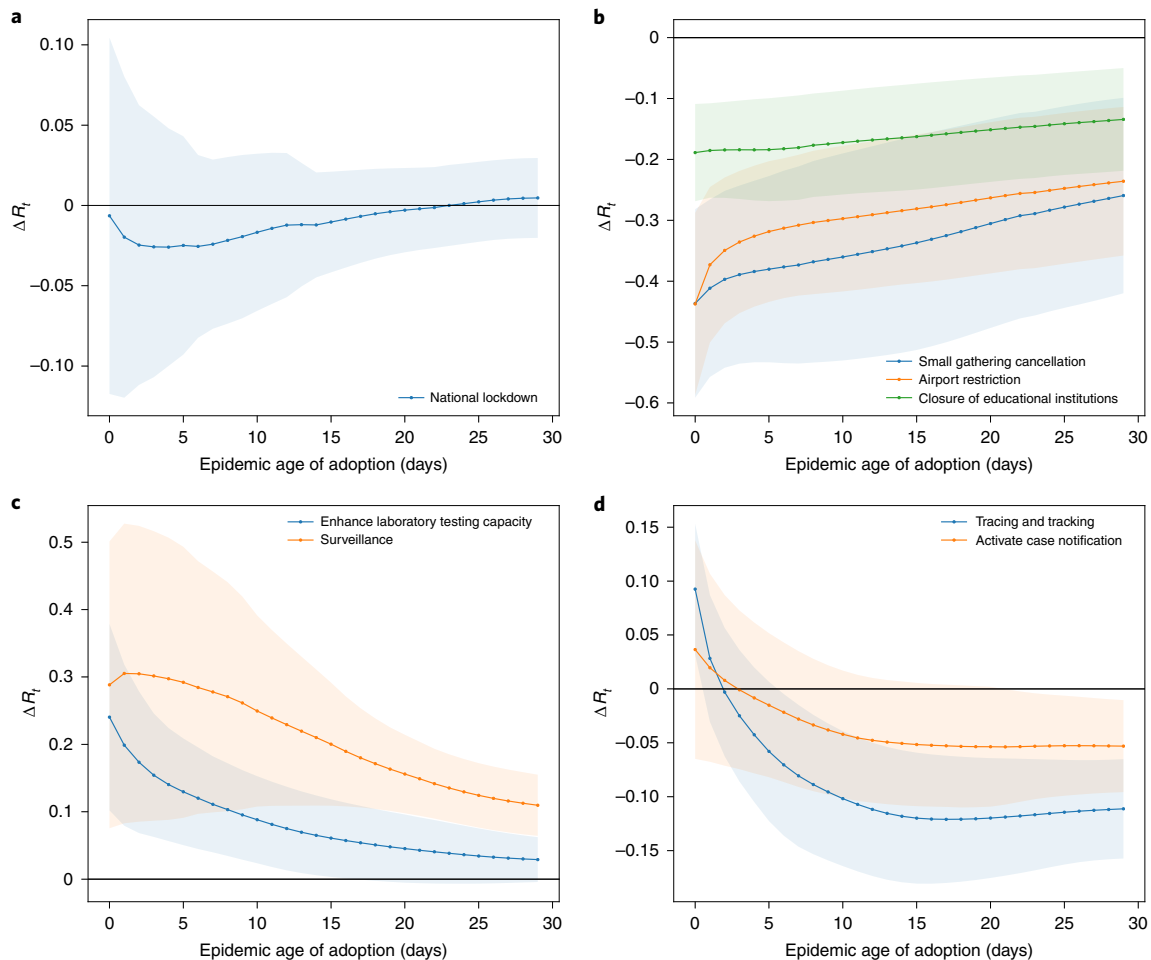 a
ΔRt
0.10
0.05
0
−0.05
−0.10
National lockdown
0 5 10 15 20 25 30
Epidemic age of adoption (days)
b
ΔRt
0
−0.1
−0.2
−0.3
−0.4
−0.5
−0.6
Small gathering cancellation
Airport restriction
Closure of educational institutions
0 5 10 15 20 25 30
Epidemic age of adoption (days)
c
ΔRt
0.5
0.4
0.3
0.2
0.1
0
Enhance laboratory testing capacity
Surveillance
0 5 10 15 20 25 30
Epidemic age of adoption (days)
d
ΔRt
0.15
0.10
0.05
0
−0.05
−0.10
−0.15
Tracing and tracking
Activate case notification
0 5 10 15 20 25 30
Epidemic age of adoption (days)